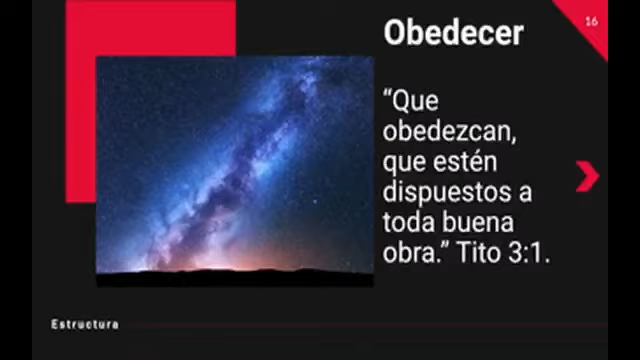 16
Obedecer
“Que
obedezcan,
que estén
dispuestos a
toda buena
obra.” Tito 3:1.
Estructura